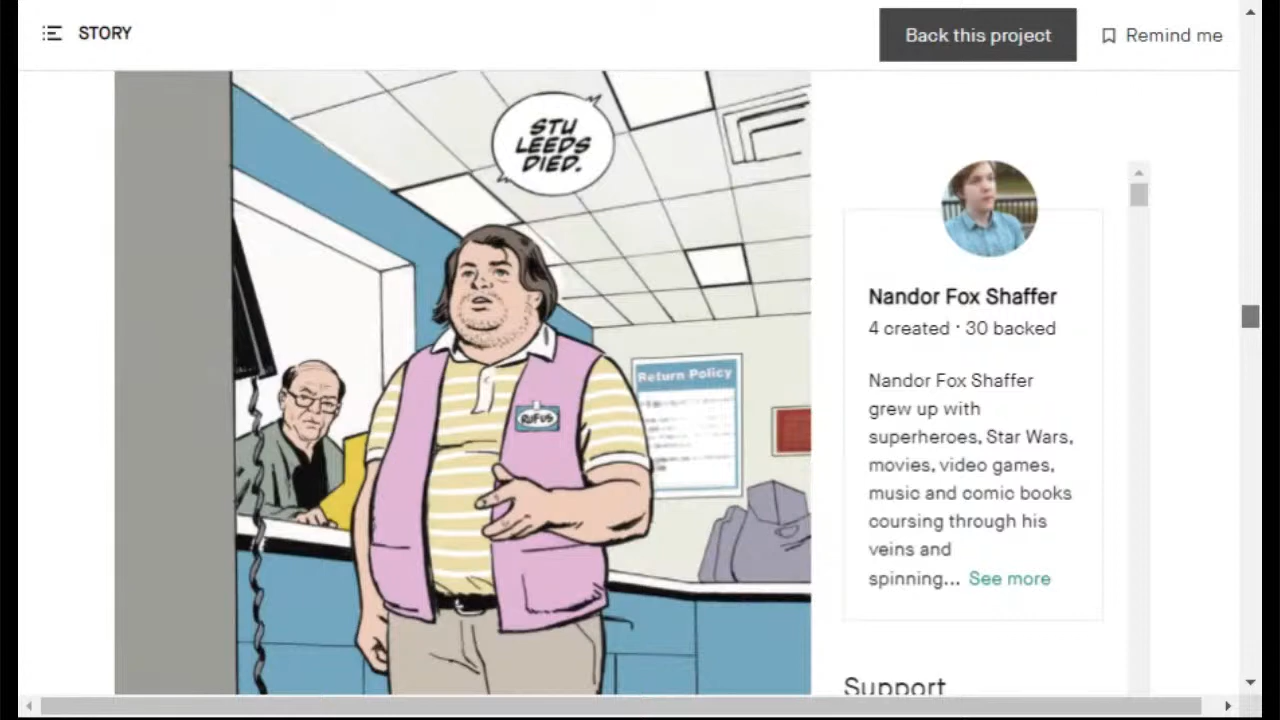 STORY
Back this project
Remind me
STU
LEEDS
DIED.
RUFUS
Return Policy
Nandor Fox Shaffer
4 created · 30 backed
Nandor Fox Shaffer
grew up with
superheroes, Star Wars,
movies, video games,
music and comic books
coursing through his
veins and
spinning... See more
Support